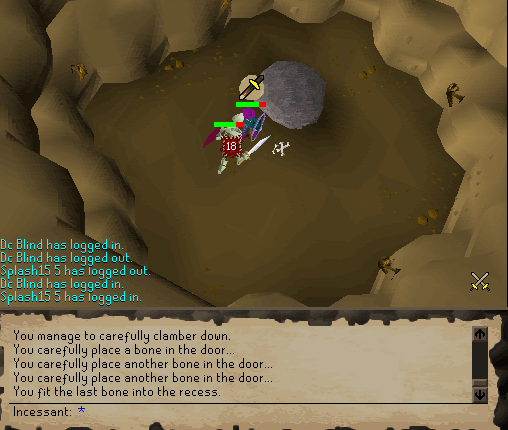 18
Dc Blind has logged in.
Dc Blind has logged out.
Splash15 5 has logged out.
Dc Blind has logged in.
Splash15 5 has logged in.
You manage to carefully clamber down.
You carefully place a bone in the door...
You carefully place another bone in the door...
You carefully place another bone in the door...
You fit the last bone into the recess.
Incessant: *